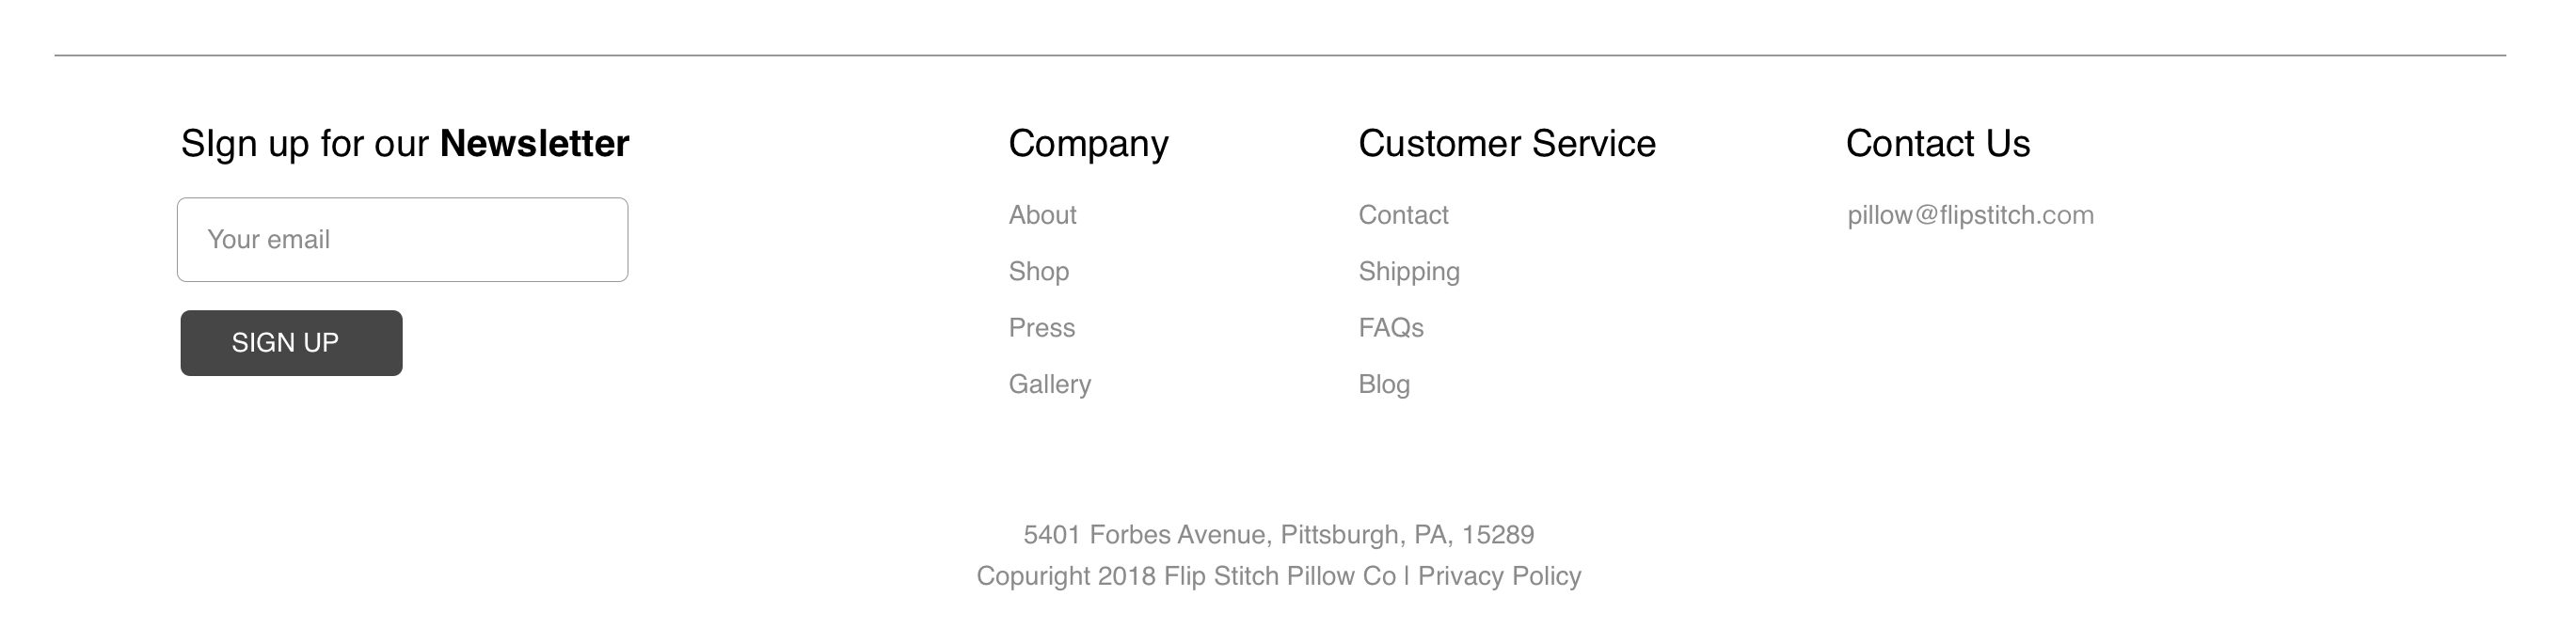 SIgn up for our Newsletter
Your email
SIGN UP
Company
About
Shop
Press
Gallery
Customer Service
Contact
Shipping
FAQs
Blog
Contact Us
pillow@flipstitch.com
5401 Forbes Avenue, Pittsburgh, PA, 15289
Copuright 2018 Flip Stitch Pillow Co | Privacy Policy